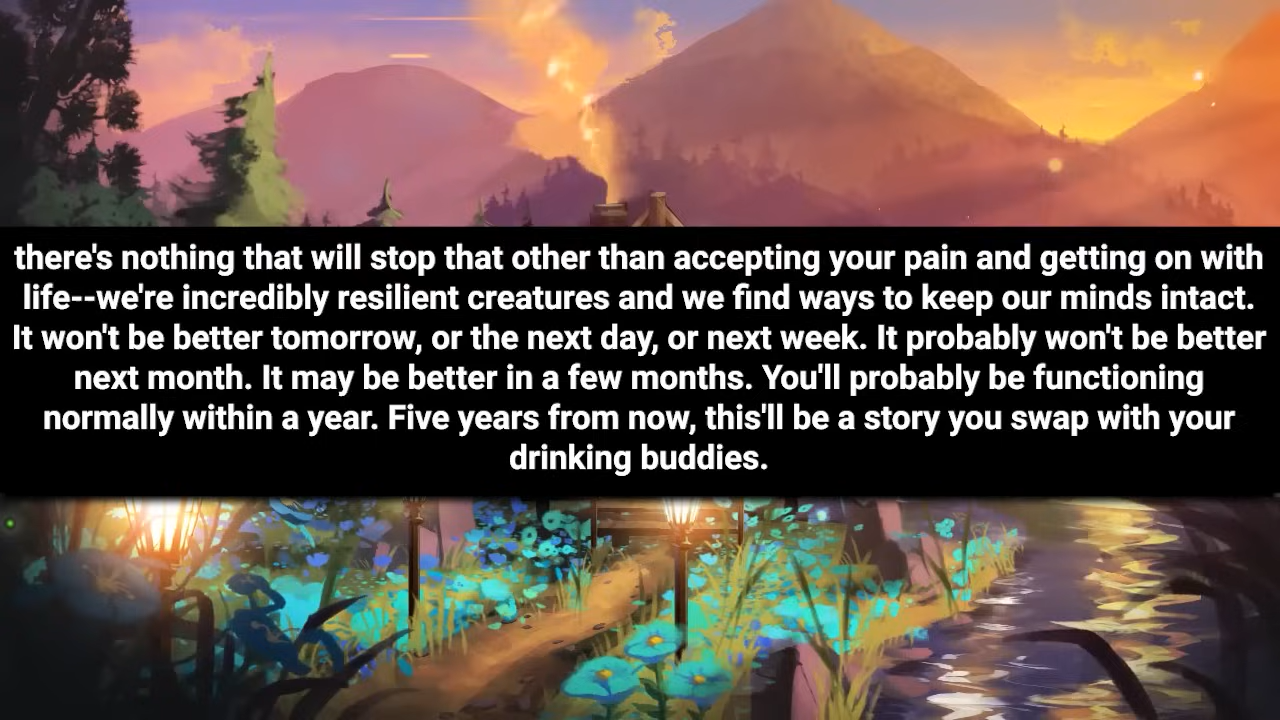 there's nothing that will stop that other than accepting your pain and getting on with
life--we're incredibly resilient creatures and we find ways to keep our minds intact.
It won't be better tomorrow, or the next day, or next week. It probably won't be better
next month. It may be better in a few months. You'll probably be functioning
normally within a year. Five years from now, this'll be a story you swap with your
drinking buddies.